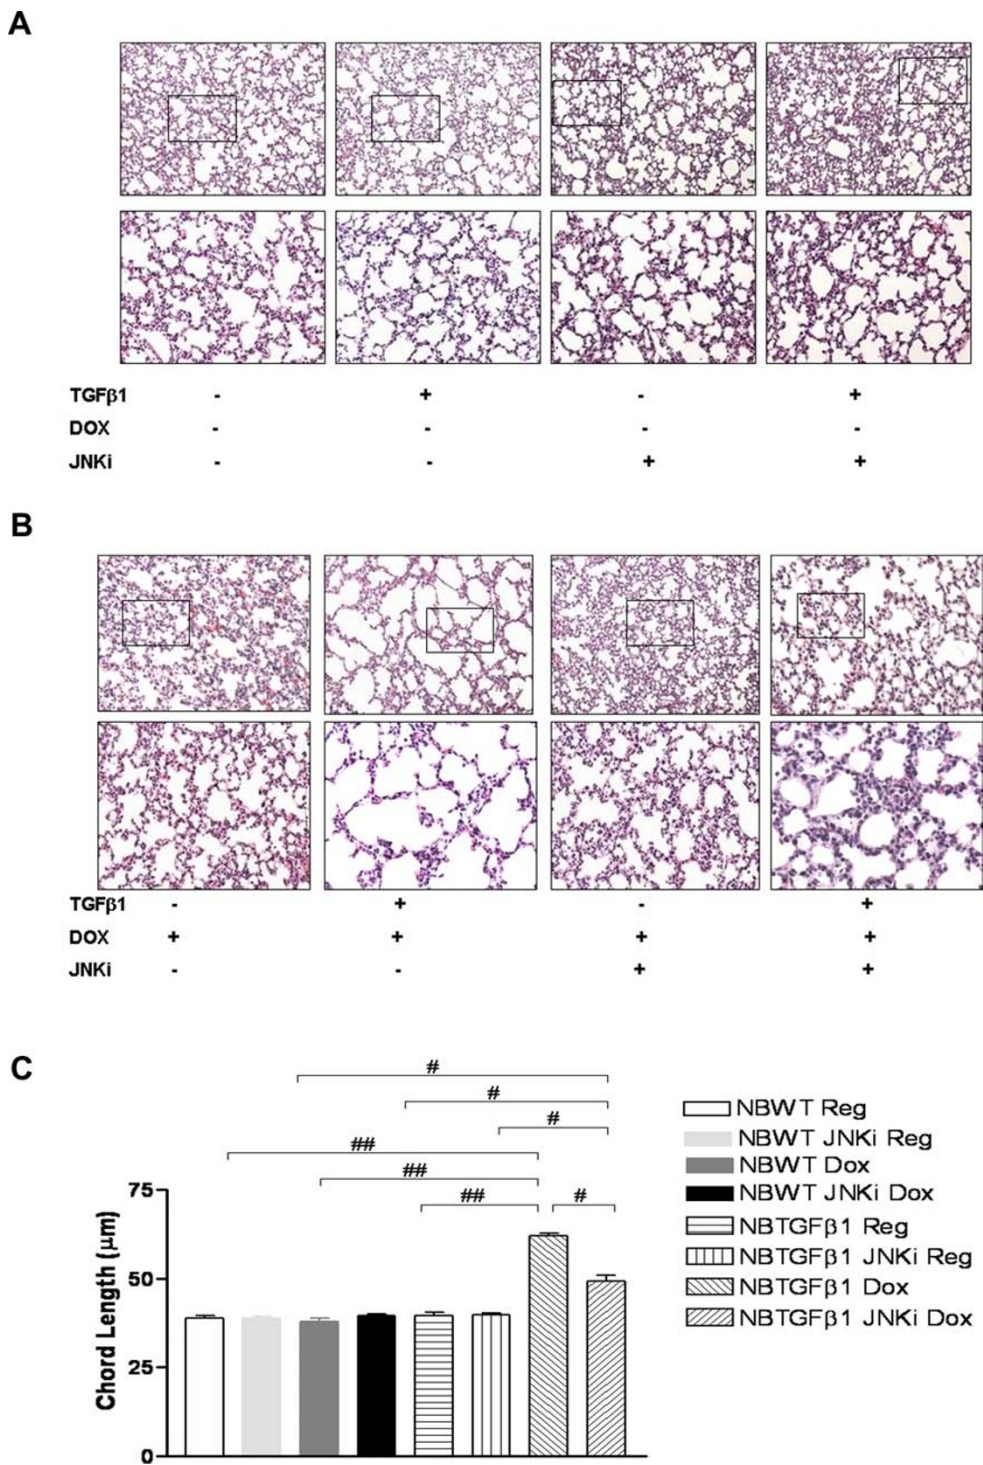 A
TGFβ1 - + - +
DOX - - - -
JNKi - - + +
B
TGFβ1 - + - +
DOX + + + +
JNKi - - + +
C
#
#
#
##
##
## #
75
50
25
0
Chord Length (μm)
NBWT Reg
NBWT JNKi Reg
NBWT Dox
NBWT JNKi Dox
NBTGFβ1 Reg
NBTGFβ1 JNKi Reg
NBTGFβ1 Dox
NBTGFβ1 JNKi Dox